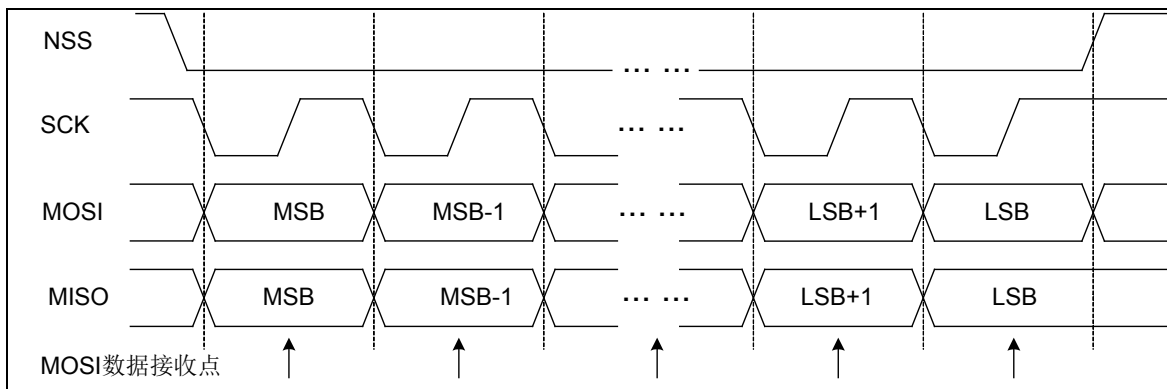 NSS
... ...
SCK
... ...
MOSI MSB MSB-1 ... ... LSB+1 LSB
MISO MSB MSB-1 ... ... LSB+1 LSB
MOSI数据接收点